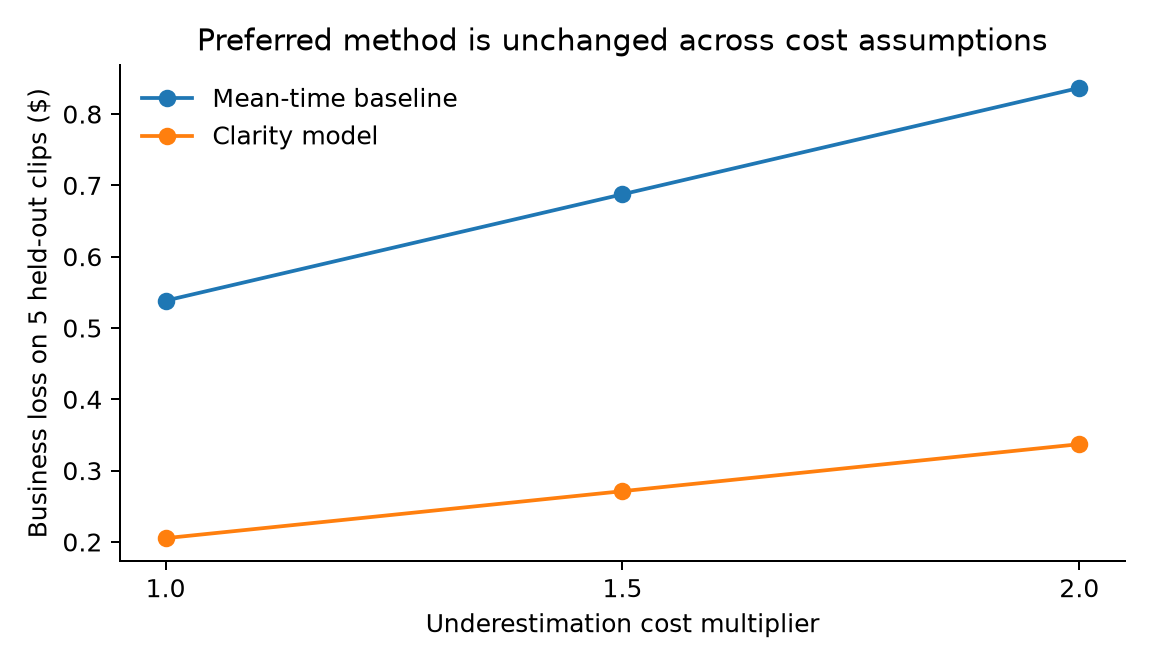 Preferred method is unchanged across cost assumptions
Mean-time baseline
Clarity model
Business loss on 5 held-out clips ($)
0.8
0.7
0.6
0.5
0.4
0.3
0.2
1.0 1.5 2.0
Underestimation cost multiplier